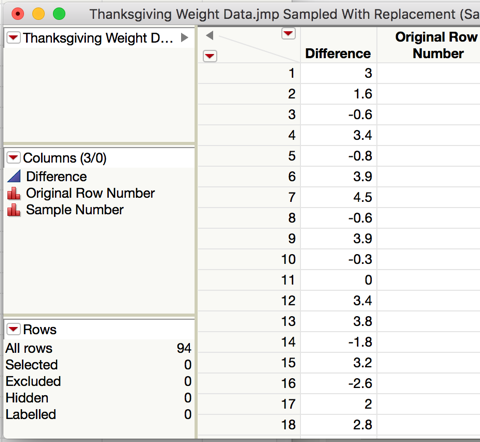 Thanksgiving Weight Data.jmp Sampled With Replacement (Sa
Thanksgiving Weight D...
Columns (3/0)
Difference
Original Row Number
Sample Number
Rows
All rows 94
Selected 0
Excluded 0
Hidden 0
Labelled 0
Difference Original Row Number
1 3
2 1.6
3 -0.6
4 3.4
5 -0.8
6 3.9
7 4.5
8 -0.6
9 3.9
10 -0.3
11 0
12 3.4
13 3.8
14 -1.8
15 3.2
16 -2.6
17 2
18 2.8